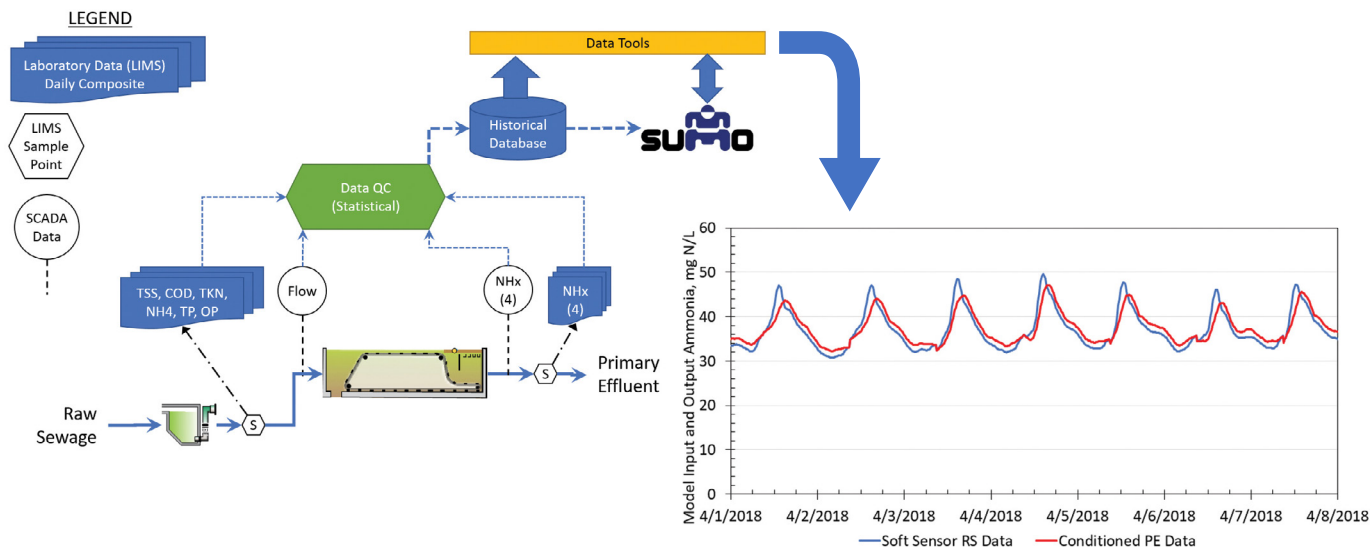 LEGEND
Laboratory Data (LIMS)
Daily Composite
LIMS
Sample
Point
SCADA
Data
Data Tools
Historical
Database
SUMO
Data QC
(Statistical)
TSS, COD, TKN,
NH4, TP, OP
Flow
NHx
(4)
NHx
(4)
Raw
Sewage
S
S
Primary
Effluent
Model Input and Output Ammonia, mg N/L
60
50
40
30
20
10
0
4/1/2018 4/2/2018 4/3/2018 4/4/2018 4/5/2018 4/6/2018 4/7/2018 4/8/2018
Soft Sensor RS Data Conditioned PE Data